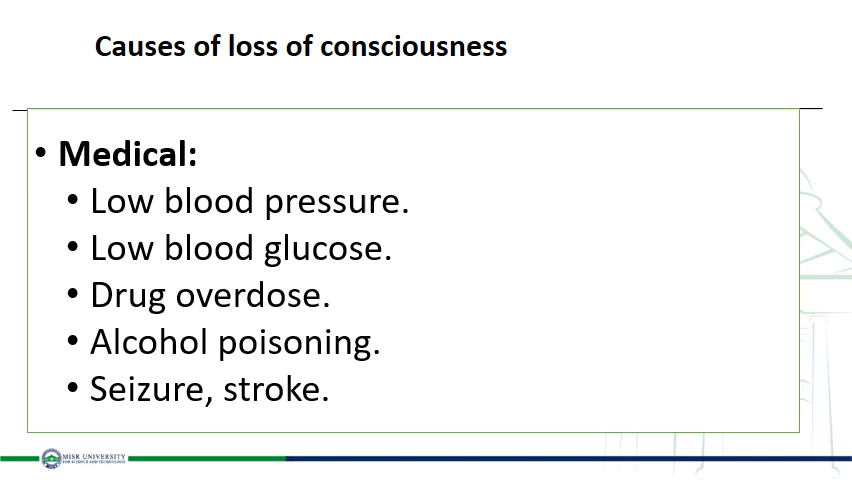 Causes of loss of consciousness
• Medical:
• Low blood pressure.
• Low blood glucose.
• Drug overdose.
• Alcohol poisoning.
• Seizure, stroke.
MISR UNIVERSITY
FOR SCIENCE AND TECHNOLOGY